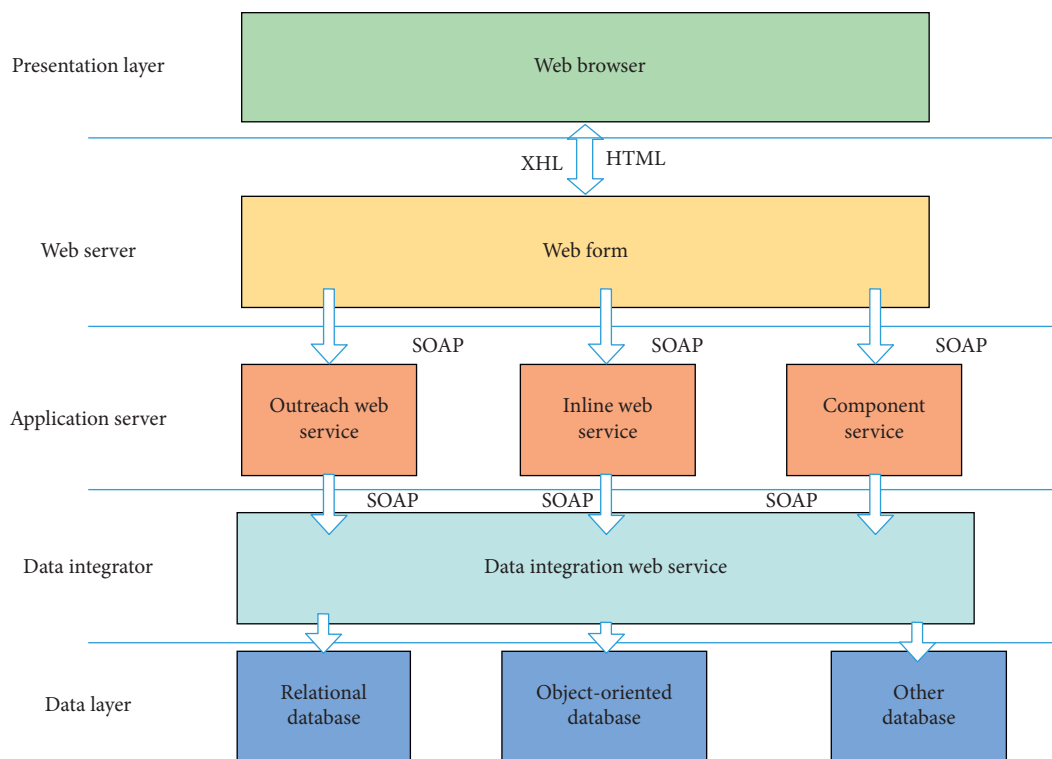 Presentation layer
Web browser
XHL
HTML
Web server
Web form
SOAP
SOAP
SOAP
Application server
Outreach web
service
Inline web
service
Component
service
SOAP
SOAP
SOAP
Data integrator
Data integration web service
Data layer
Relational
database
Object-oriented
database
Other
database